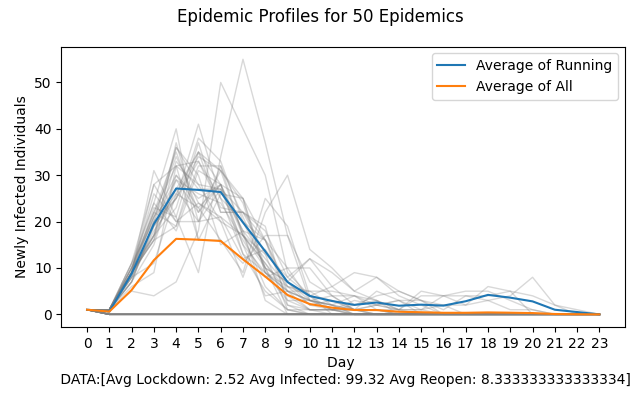 Epidemic Profiles for 50 Epidemics
Average of Running
Average of All
Newly Infected Individuals
50
40
30
20
10
0
0 1 2 3 4 5 6 7 8 9 10 11 12 13 14 15 16 17 18 19 20 21 22 23
Day
DATA:[Avg Lockdown: 2.52 Avg Infected: 99.32 Avg Reopen: 8.333333333333334]